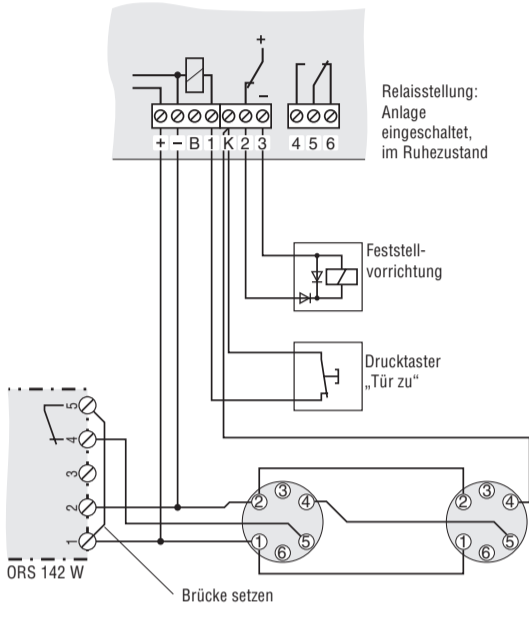 +
–
+ – B 1 K 2 3 4 5 6
Relaisstellung:
Anlage
eingeschaltet,
im Ruhezustand
Feststell-
vorrichtung
Drucktaster
„Tür zu“
5
4
3
2
1
2 3 4
1 6 5
2 3 4
1 6 5
ORS 142 W
Brücke setzen